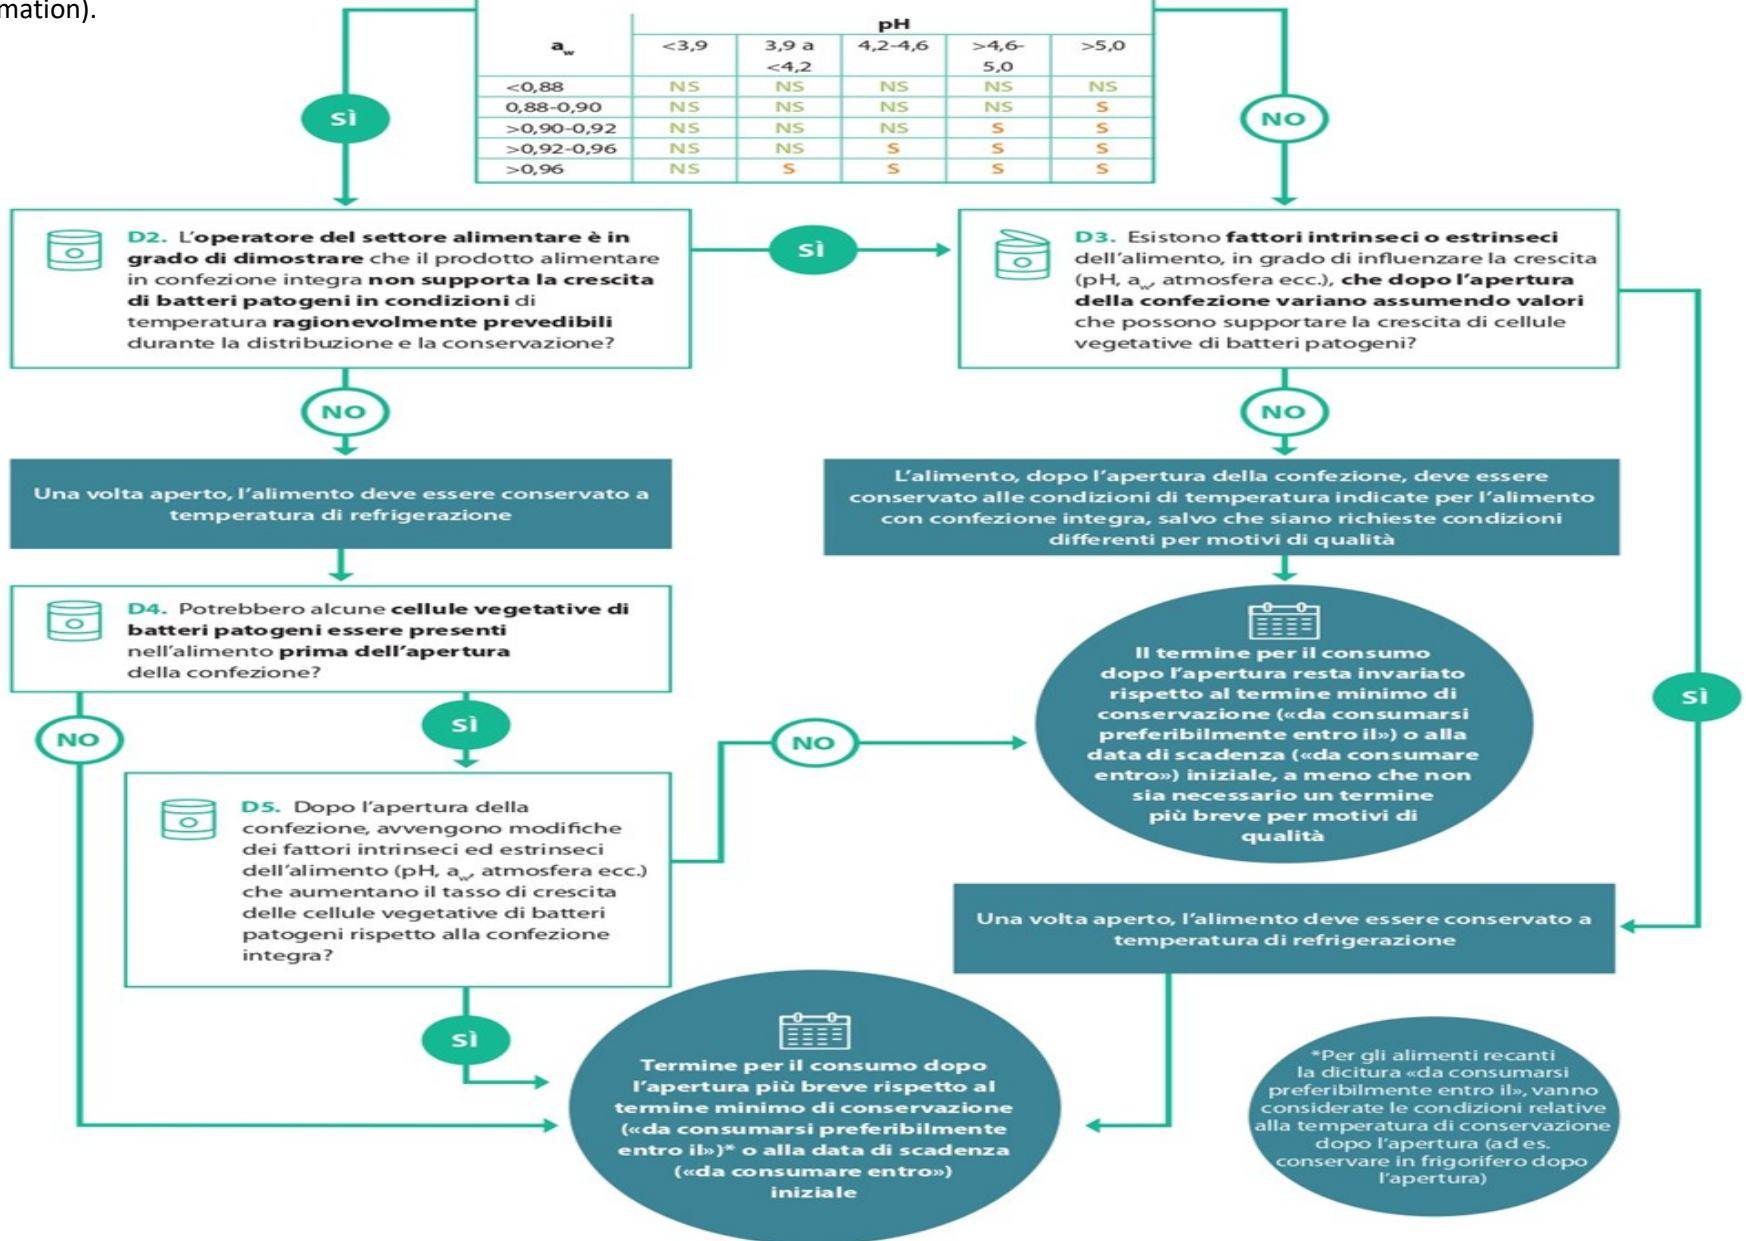 mation).
pH
aw <3,9 3,9 a 4,2-4,6 >4,6- >5,0
<4,2 5,0
<0,88 NS NS NS NS NS
0,88-0,90 NS NS NS NS S
>0,90-0,92 NS NS NS S S
>0,92-0,96 NS NS S S S
>0,96 NS S S S S
SÌ
NO
D2. L'operatore del settore alimentare è in
grado di dimostrare che il prodotto alimentare
in confezione integra non supporta la crescita
di batteri patogeni in condizioni di
temperatura ragionevolmente prevedibili
durante la distribuzione e la conservazione?
SÌ
D3. Esistono fattori intrinseci o estrinseci
dell'alimento, in grado di influenzare la crescita
(pH, aw, atmosfera ecc.), che dopo l'apertura
della confezione variano assumendo valori
che possono supportare la crescita di cellule
vegetative di batteri patogeni?
NO
NO
Una volta aperto, l'alimento deve essere conservato a
temperatura di refrigerazione
L'alimento, dopo l'apertura della confezione, deve essere
conservato alle condizioni di temperatura indicate per l'alimento
con confezione integra, salvo che siano richieste condizioni
differenti per motivi di qualità
D4. Potrebbero alcune cellule vegetative di
batteri patogeni essere presenti
nell'alimento prima dell'apertura
della confezione?
Il termine per il consumo
dopo l'apertura resta invariato
rispetto al termine minimo di
conservazione («da consumarsi
preferibilmente entro il») o alla
data di scadenza («da consumare
entro») iniziale, a meno che non
sia necessario un termine
più breve per motivi di
qualità
SÌ
NO
SÌ
NO
D5. Dopo l'apertura della
confezione, avvengono modifiche
dei fattori intrinseci ed estrinseci
dell'alimento (pH, aw, atmosfera ecc.)
che aumentano il tasso di crescita
delle cellule vegetative di batteri
patogeni rispetto alla confezione
integra?
Una volta aperto, l'alimento deve essere conservato a
temperatura di refrigerazione
SÌ
Termine per il consumo dopo
l'apertura più breve rispetto al
termine minimo di conservazione
(«da consumarsi preferibilmente
entro il»)* o alla data di scadenza
(«da consumare entro»)
iniziale
*Per gli alimenti recanti
la dicitura «da consumarsi
preferibilmente entro il», vanno
considerate le condizioni relative
alla temperatura di conservazione
dopo l'apertura (ad es.
conservare in frigorifero dopo
l'apertura)